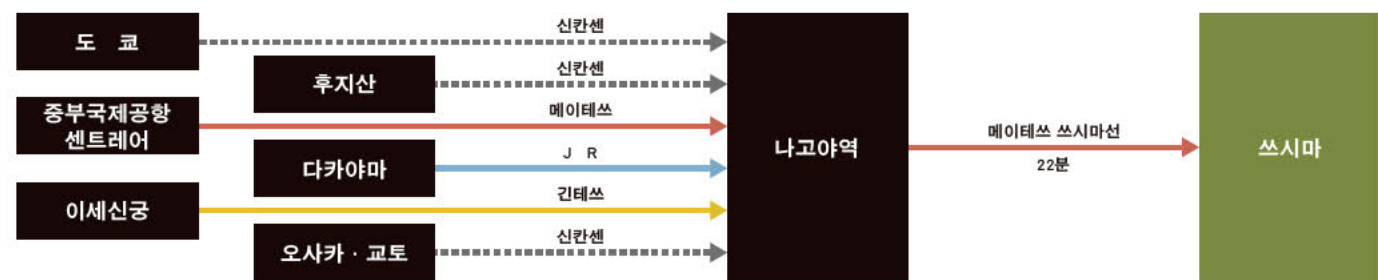 도 쿄
신칸센
후지산
신칸센
중부국제공항
센트레어
메이테쓰
다카야마
J R
이세신궁
긴테쓰
오사카 · 교토
신칸센
나고야역
메이테쓰 쓰시마선
22분
쓰시마